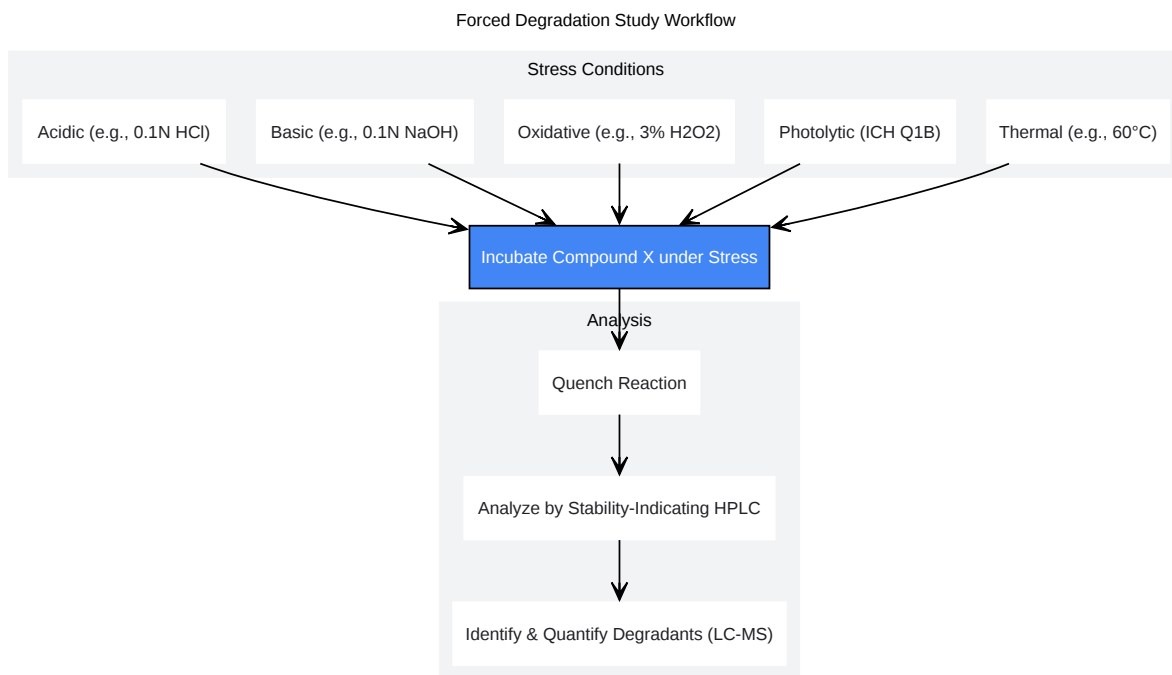 Forced Degradation Study Workflow
Stress Conditions
Acidic (e.g., 0.1N HCl)
Basic (e.g., 0.1N NaOH)
Oxidative (e.g., 3% H2O2)
Photolytic (ICH Q1B)
Thermal (e.g., 60°C)
Incubate Compound X under Stress
Analysis
Quench Reaction
Analyze by Stability-Indicating HPLC
Identify & Quantify Degradants (LC-MS)